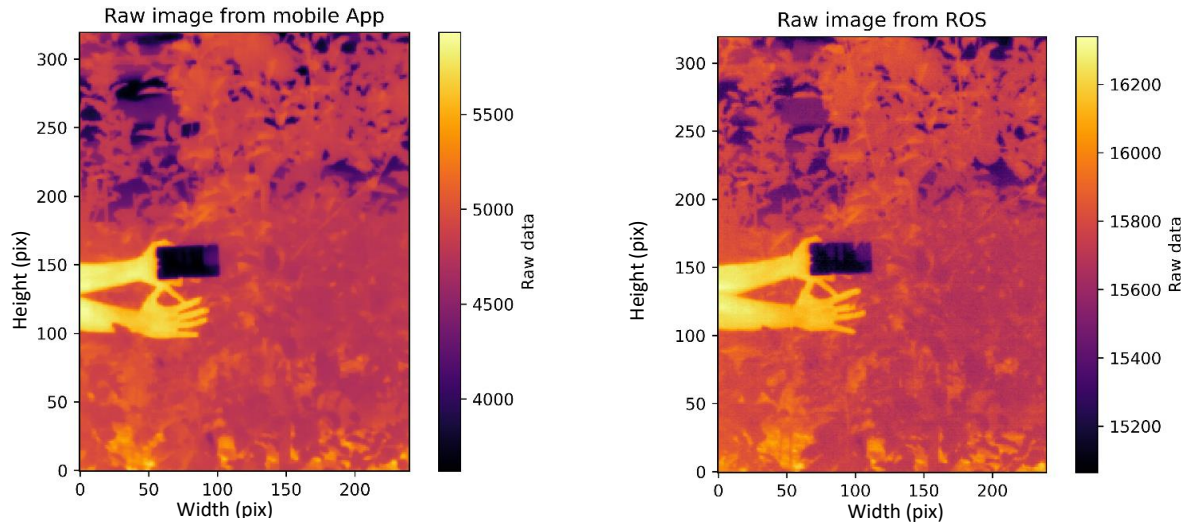 Raw image from mobile App
Height (pix)
300
250
200
150
100
50
0
0 50 100 150 200
Width (pix)
5500
5000
4500
4000
Raw data
Raw image from ROS
Height (pix)
300
250
200
150
100
50
0
0 50 100 150 200
Width (pix)
16200
16000
15800
15600
15400
15200
Raw data